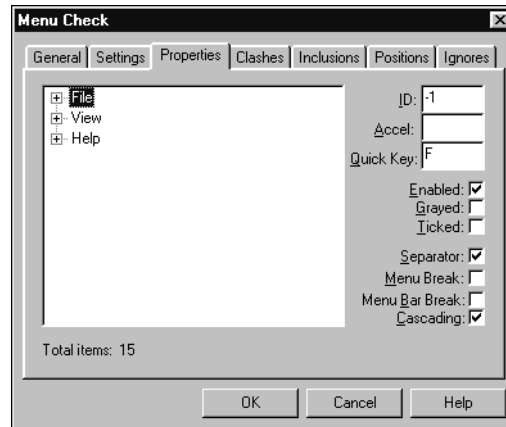 Menu Check
General Settings Properties Clashes Inclusions Positions Ignores
File
View
Help
ID: -1
Accel:
Quick Key: F
Enabled:
Grayed:
Ticked:
Separator:
Menu Break:
Menu Bar Break:
Cascading:
Total items: 15
OK Cancel Help